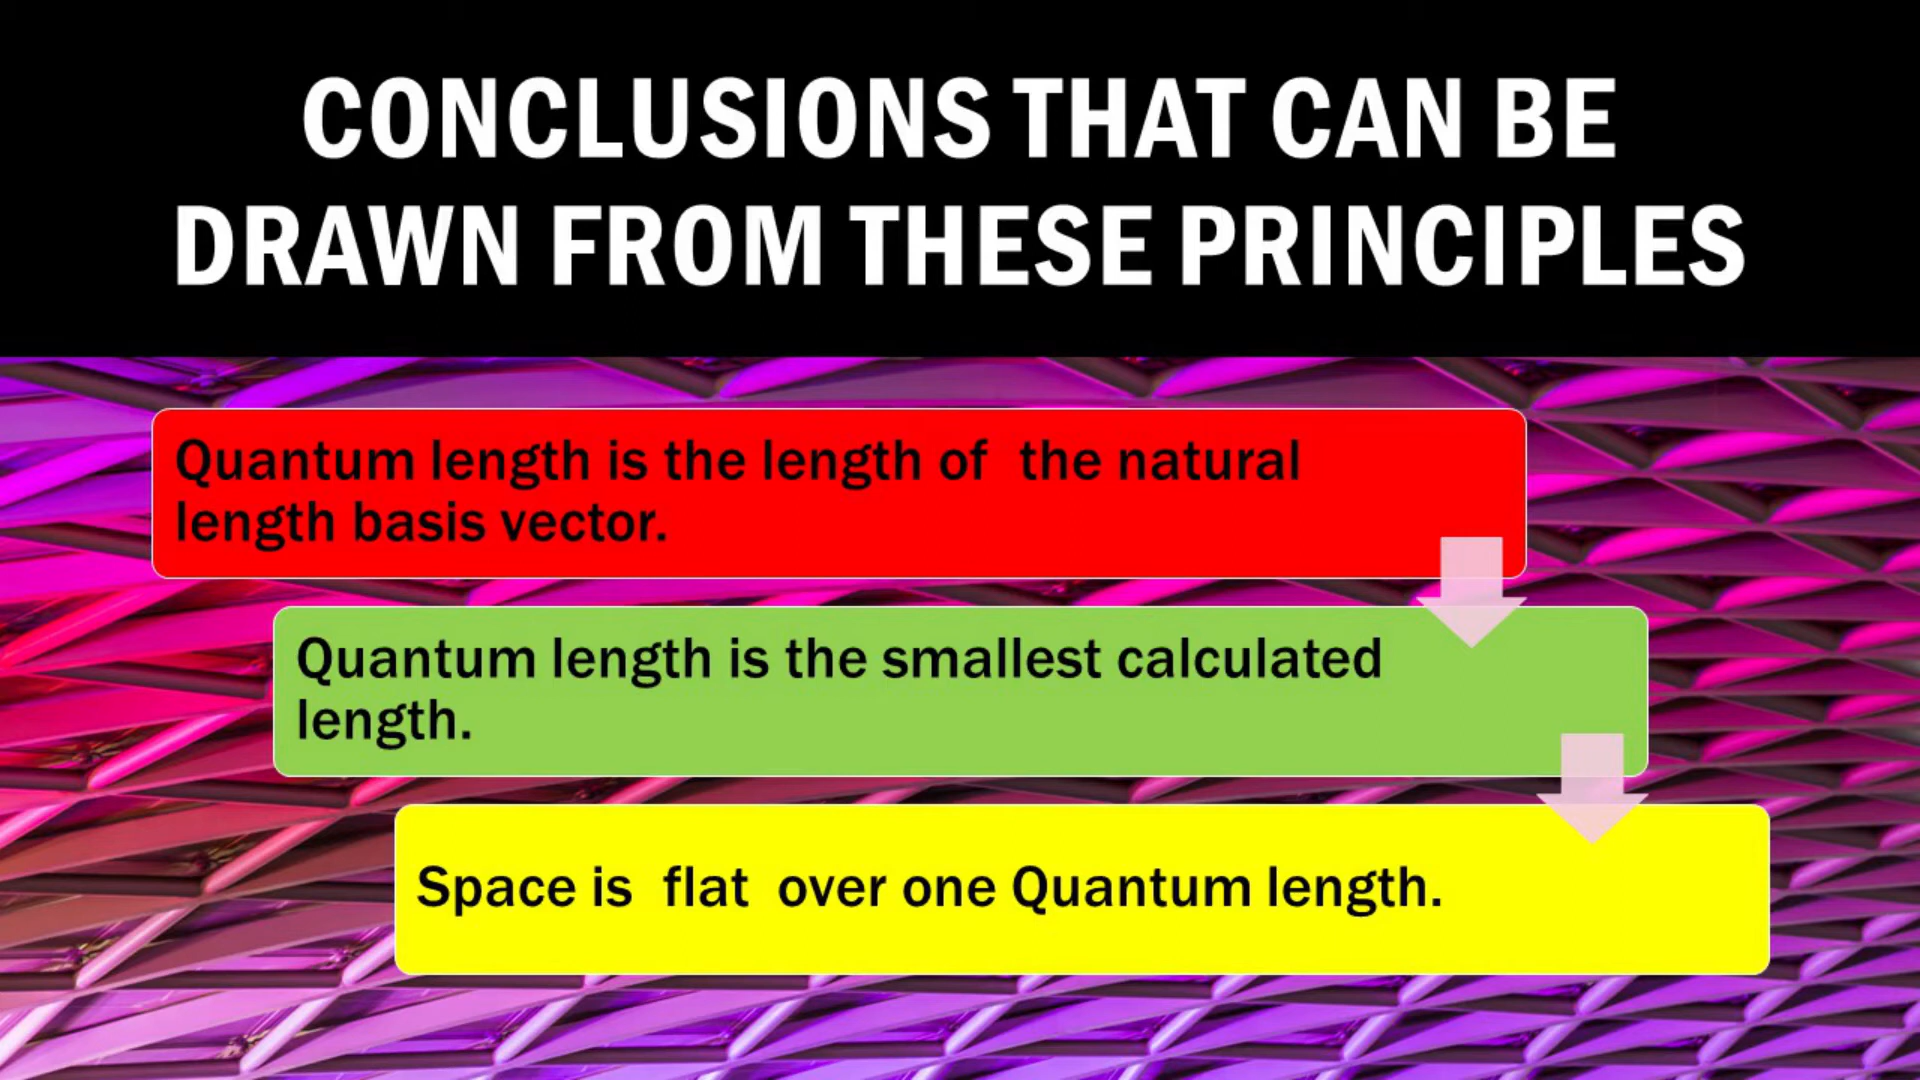 CONCLUSIONS THAT CAN BE
DRAWN FROM THESE PRINCIPLES
Quantum length is the length of  the natural
length basis vector.
Quantum length is the smallest calculated
length.
Space is  flat  over one Quantum length.